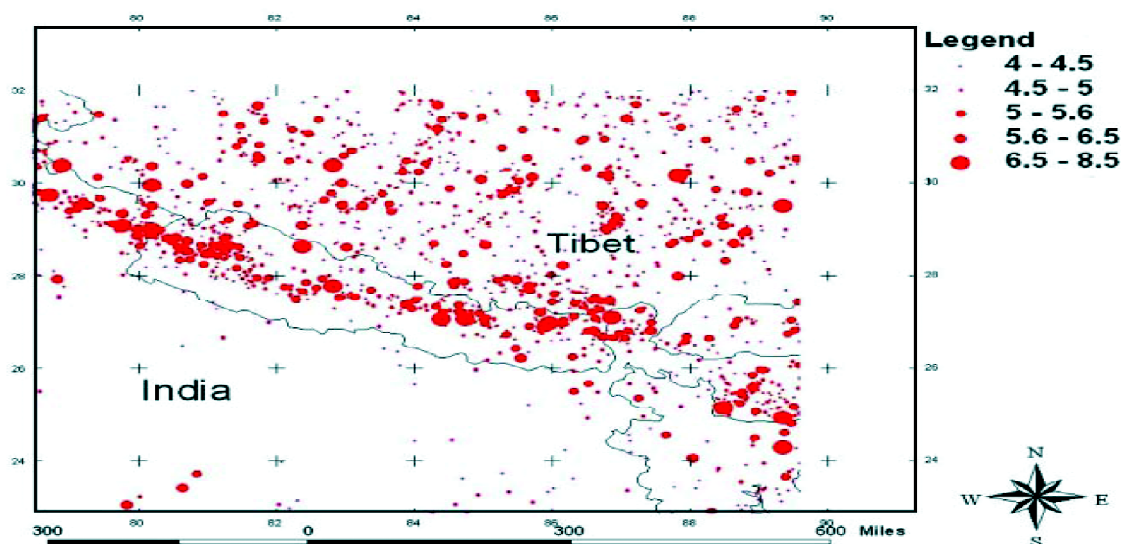 80 82 84 86 88 90
Legend
4 - 4.5
4.5 - 5
5 - 5.6
5.6 - 6.5
6.5 - 8.5
32 32
30 30
Tibet
28 28
26 26
India
24 24
N
W E
S
80 82 84 86 88 90
300 0 300 600 Miles